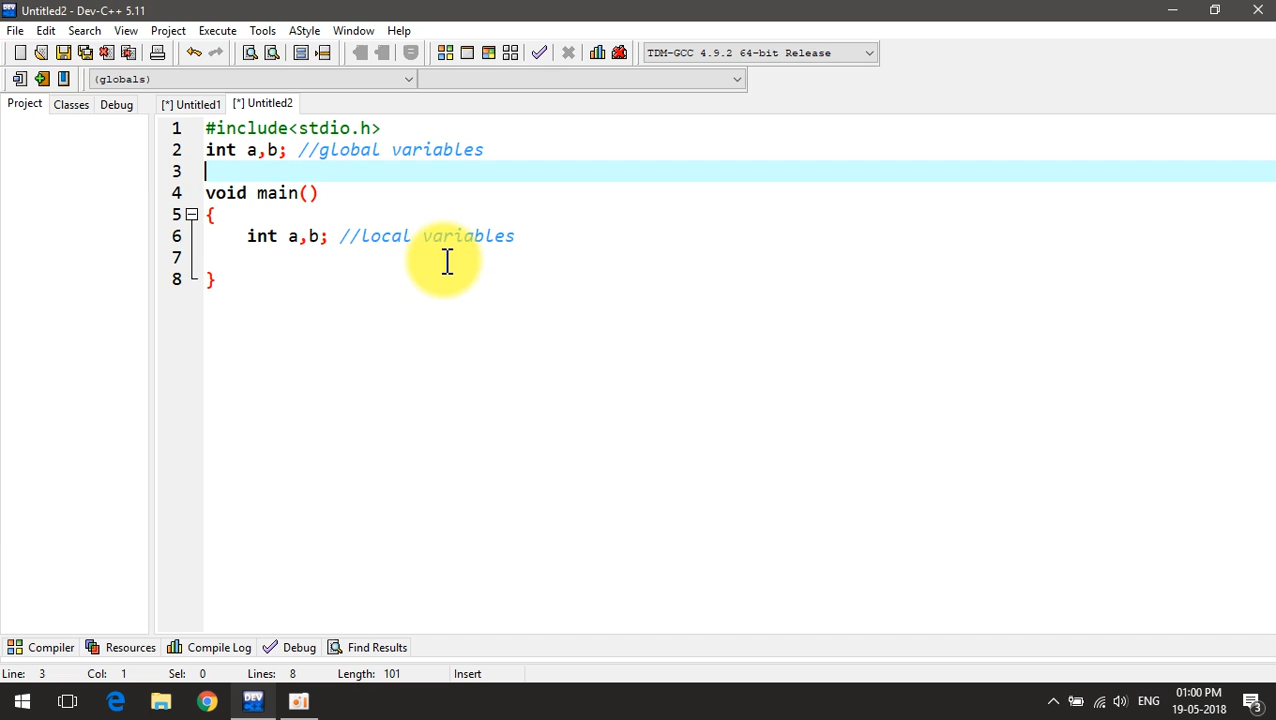 Untitled2 - Dev-C++ 5.11
File Edit Search View Project Execute Tools AStyle Window Help
TDM-GCC 4.9.2 64-bit Release
(globals)
Project Classes Debug [*] Untitled1 [*] Untitled2
1 #include<stdio.h>
2 int a,b; //global variables
3
4 void main()
5 {
6 int a,b; //local variables
7
8 }
Compiler Resources Compile Log Debug Find Results
Line: 3 Col: 1 Sel: 0 Lines: 8 Length: 101 Insert
DEV
ENG
01:00 PM
19-05-2018
3